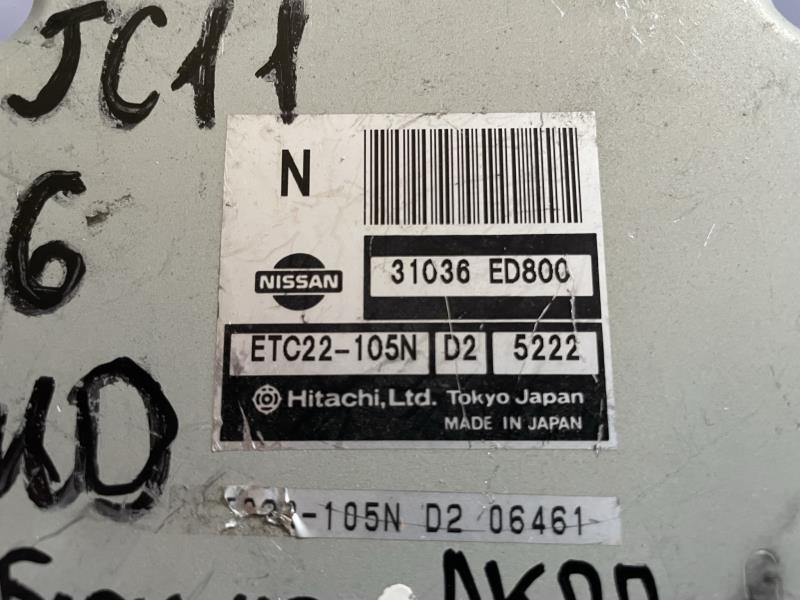 JC11
N
6
31036 ED800
NISSAN
ETC22-105N D2 5222
Hitachi, Ltd. Tokyo Japan
MADE IN JAPAN
-105N D2 06461